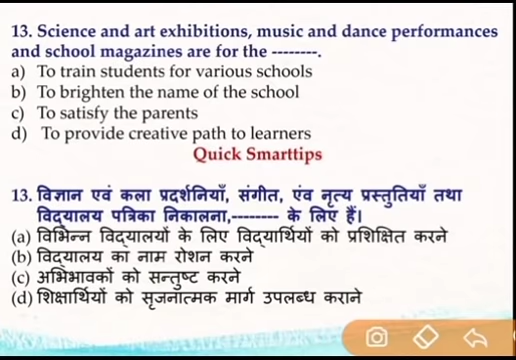 13. Science and art exhibitions, music and dance performances
and school magazines are for the --------.
a) To train students for various schools
b) To brighten the name of the school
c) To satisfy the parents
d) To provide creative path to learners
Quick Smarttips
13. विज्ञान एवं कला प्रदर्शनियाँ, संगीत, एंव नृत्य प्रस्तुतियाँ तथा
विद्यालय पत्रिका निकालना,-------- के लिए हैं।
(a) विभिन्न विद्यालयों के लिए विद्यार्थियों को प्रशिक्षित करने
(b) विद्यालय का नाम रोशन करने
(c) अभिभावकों को सन्तुष्ट करने
(d) शिक्षार्थियों को सृजनात्मक मार्ग उपलब्ध कराने